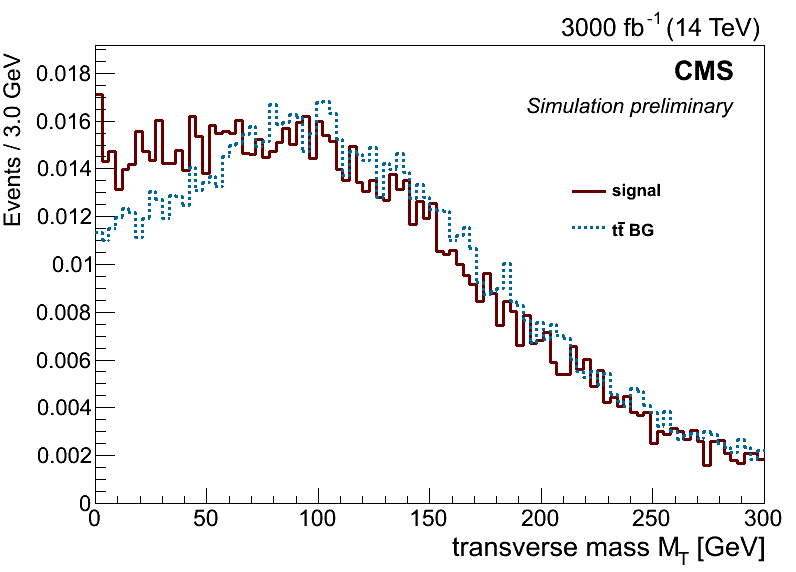 3000 fb⁻¹ (14 TeV)
CMS
Simulation preliminary
Events / 3.0 GeV
0.018
0.016
0.014
0.012
0.01
0.008
0.006
0.004
0.002
0
signal
tt̄ BG
0 50 100 150 200 250 300
transverse mass M_T [GeV]